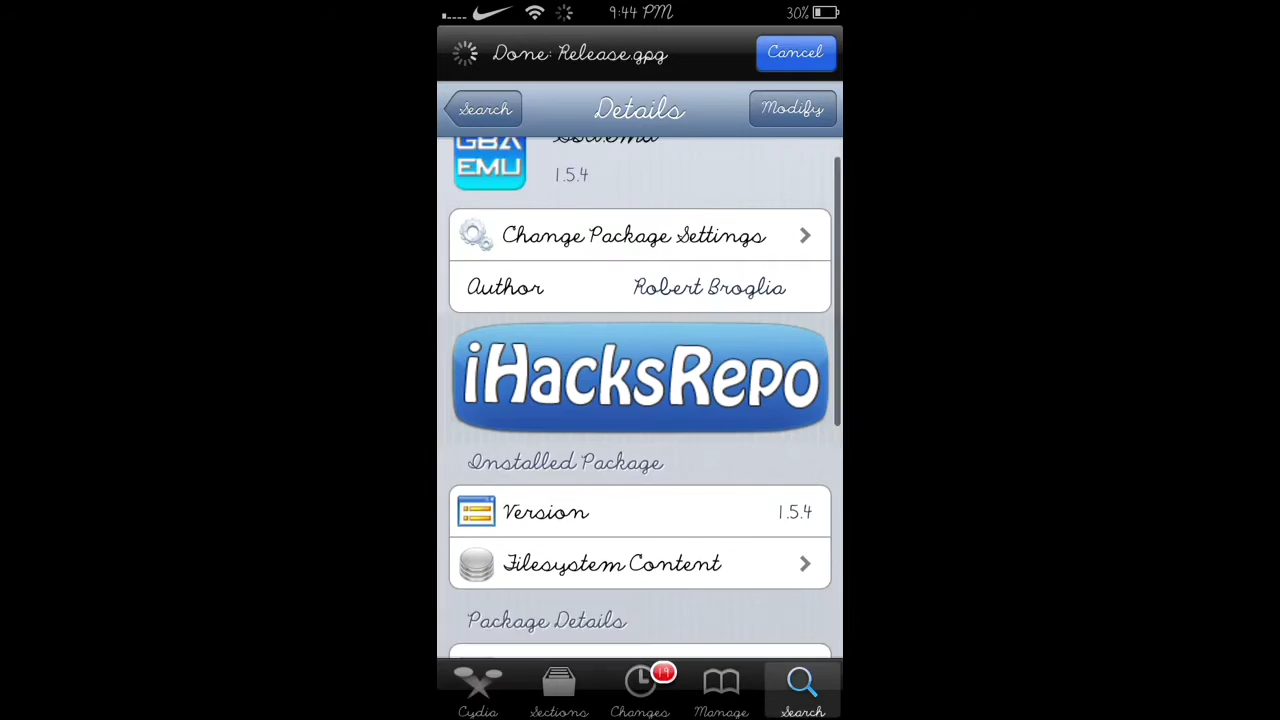 9:44 PM 30%
Done: Release.gpg Cancel
Search Details Modify
GBA
EMU
1.5.4
Change Package Settings
Author Robert Broglia
iHacksRepo
Installed Package
Version 1.5.4
Filesystem Content
Package Details
19
Cydia Sections Changes Manage Search